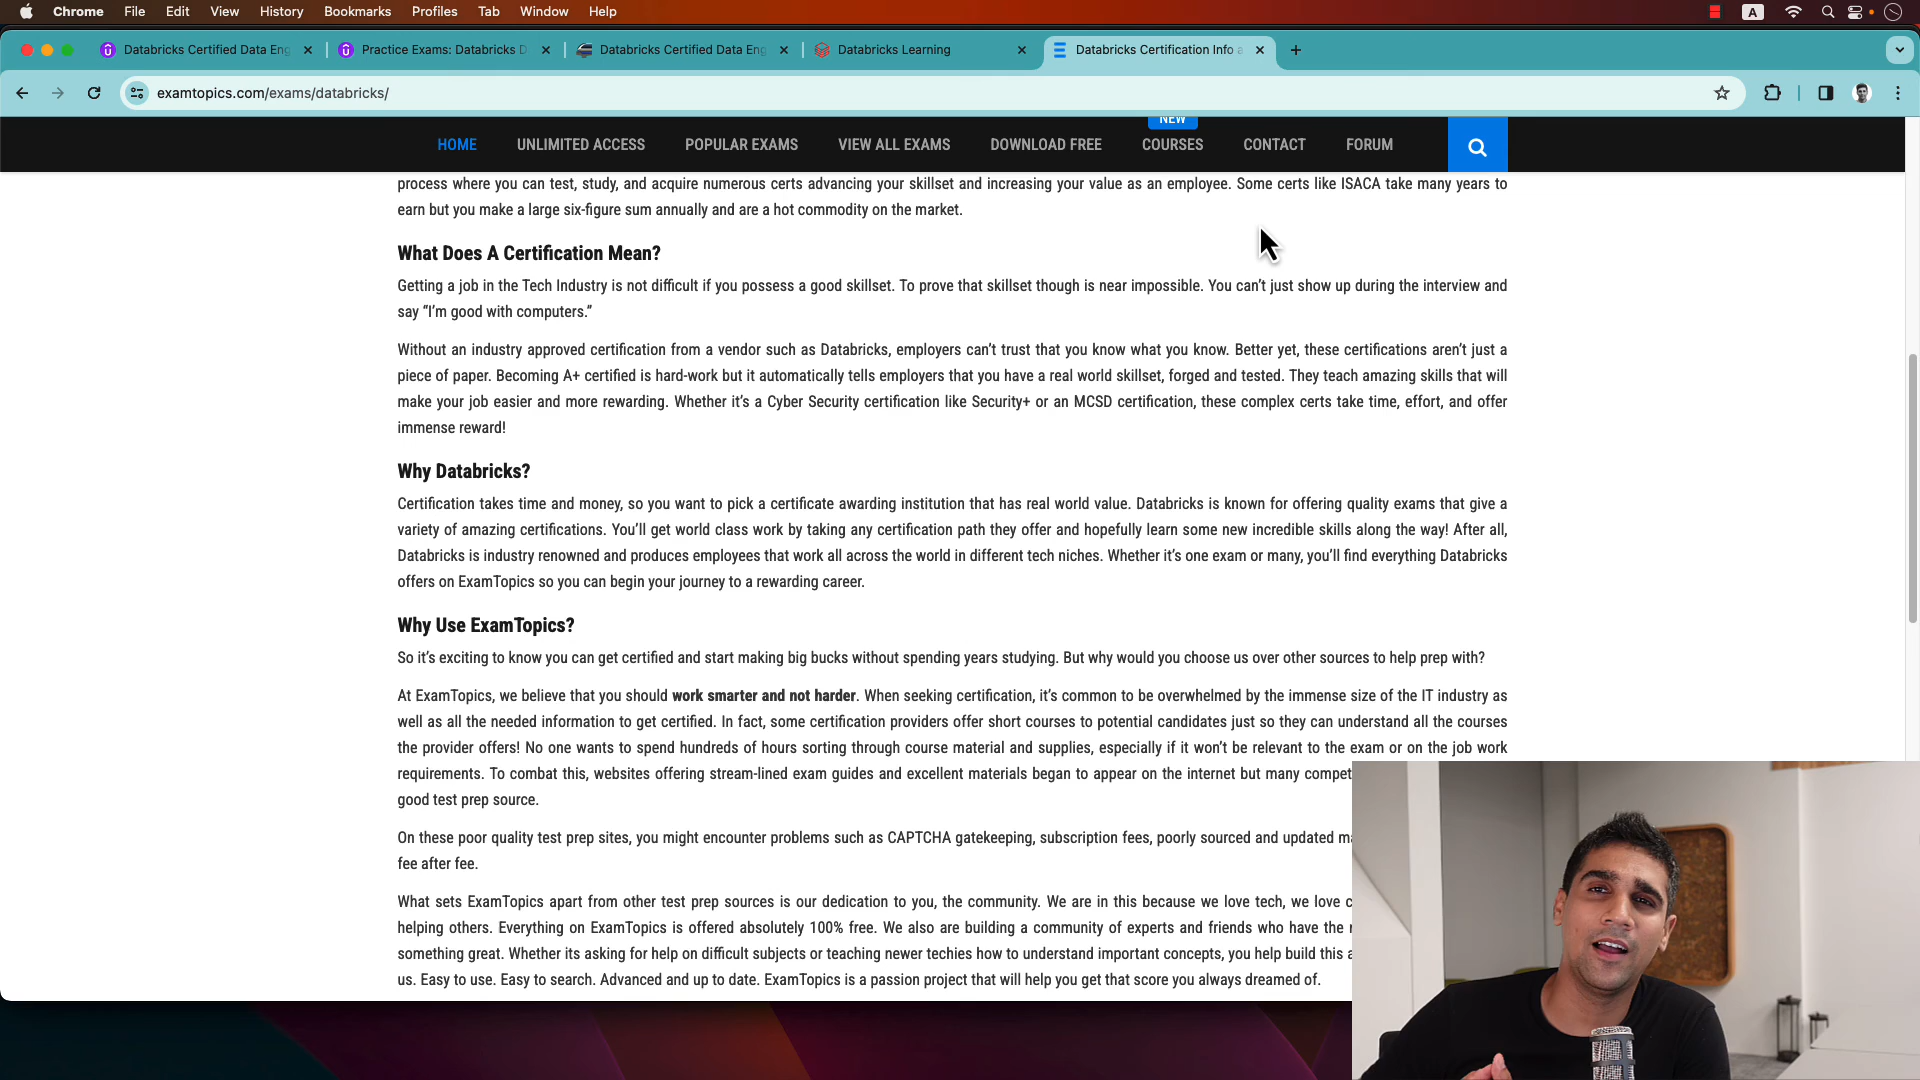 Chrome File Edit View History Bookmarks Profiles Tab Window Help A
Databricks Certified Data Eng Practice Exams: Databricks D Databricks Certified Data Eng Databricks Learning Databricks Certification Info a
examtopics.com/exams/databricks/
NEW
HOME UNLIMITED ACCESS POPULAR EXAMS VIEW ALL EXAMS DOWNLOAD FREE COURSES CONTACT FORUM
process where you can test, study, and acquire numerous certs advancing your skillset and increasing your value as an employee. Some certs like ISACA take many years to
earn but you make a large six-figure sum annually and are a hot commodity on the market.
What Does A Certification Mean?
Getting a job in the Tech Industry is not difficult if you possess a good skillset. To prove that skillset though is near impossible. You can’t just show up during the interview and
say “I’m good with computers.”
Without an industry approved certification from a vendor such as Databricks, employers can’t trust that you know what you know. Better yet, these certifications aren’t just a
piece of paper. Becoming A+ certified is hard-work but it automatically tells employers that you have a real world skillset, forged and tested. They teach amazing skills that will
make your job easier and more rewarding. Whether it’s a Cyber Security certification like Security+ or an MCSD certification, these complex certs take time, effort, and offer
immense reward!
Why Databricks?
Certification takes time and money, so you want to pick a certificate awarding institution that has real world value. Databricks is known for offering quality exams that give a
variety of amazing certifications. You’ll get world class work by taking any certification path they offer and hopefully learn some new incredible skills along the way! After all,
Databricks is industry renowned and produces employees that work all across the world in different tech niches. Whether it’s one exam or many, you’ll find everything Databricks
offers on ExamTopics so you can begin your journey to a rewarding career.
Why Use ExamTopics?
So it’s exciting to know you can get certified and start making big bucks without spending years studying. But why would you choose us over other sources to help prep with?
At ExamTopics, we believe that you should work smarter and not harder. When seeking certification, it’s common to be overwhelmed by the immense size of the IT industry as
well as all the needed information to get certified. In fact, some certification providers offer short courses to potential candidates just so they can understand all the courses
the provider offers! No one wants to spend hundreds of hours sorting through course material and supplies, especially if it won’t be relevant to the exam or on the job work
requirements. To combat this, websites offering stream-lined exam guides and excellent materials began to appear on the internet but many compet
good test prep source.
On these poor quality test prep sites, you might encounter problems such as CAPTCHA gatekeeping, subscription fees, poorly sourced and updated ma
fee after fee.
What sets ExamTopics apart from other test prep sources is our dedication to you, the community. We are in this because we love tech, we love c
helping others. Everything on ExamTopics is offered absolutely 100% free. We also are building a community of experts and friends who have the r
something great. Whether its asking for help on difficult subjects or teaching newer techies how to understand important concepts, you help build this a
us. Easy to use. Easy to search. Advanced and up to date. ExamTopics is a passion project that will help you get that score you always dreamed of.